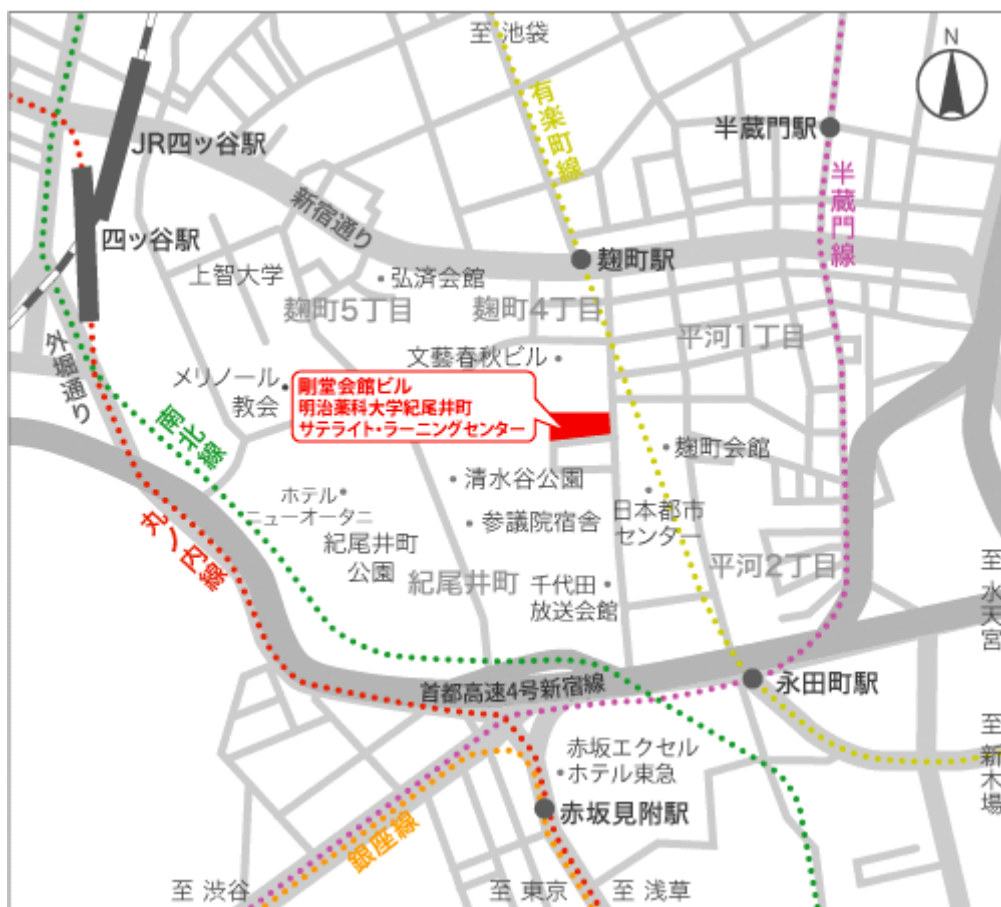 至 池袋
N
有楽町線
半蔵門駅
JR四ッ谷駅
半蔵門線
新宿通り
四ッ谷駅
麹町駅
上智大学
弘済会館
麹町5丁目
麹町4丁目
平河1丁目
外堀通り
文藝春秋ビル
メリノール
教会
剛堂会館ビル
明治薬科大学紀尾井町
サテライト・ラーニングセンター
南北線
麹町会館
清水谷公園
ホテル
ニューオータニ
参議院宿舎
日本都市
センター
丸ノ内線
紀尾井町
公園
紀尾井町
千代田
放送会館
平河2丁目
至 水天宮
首都高速4号新宿線
永田町駅
至 新木場
赤坂エクセル
ホテル東急
赤坂見附駅
銀座線
至 渋谷
至 東京
至 浅草